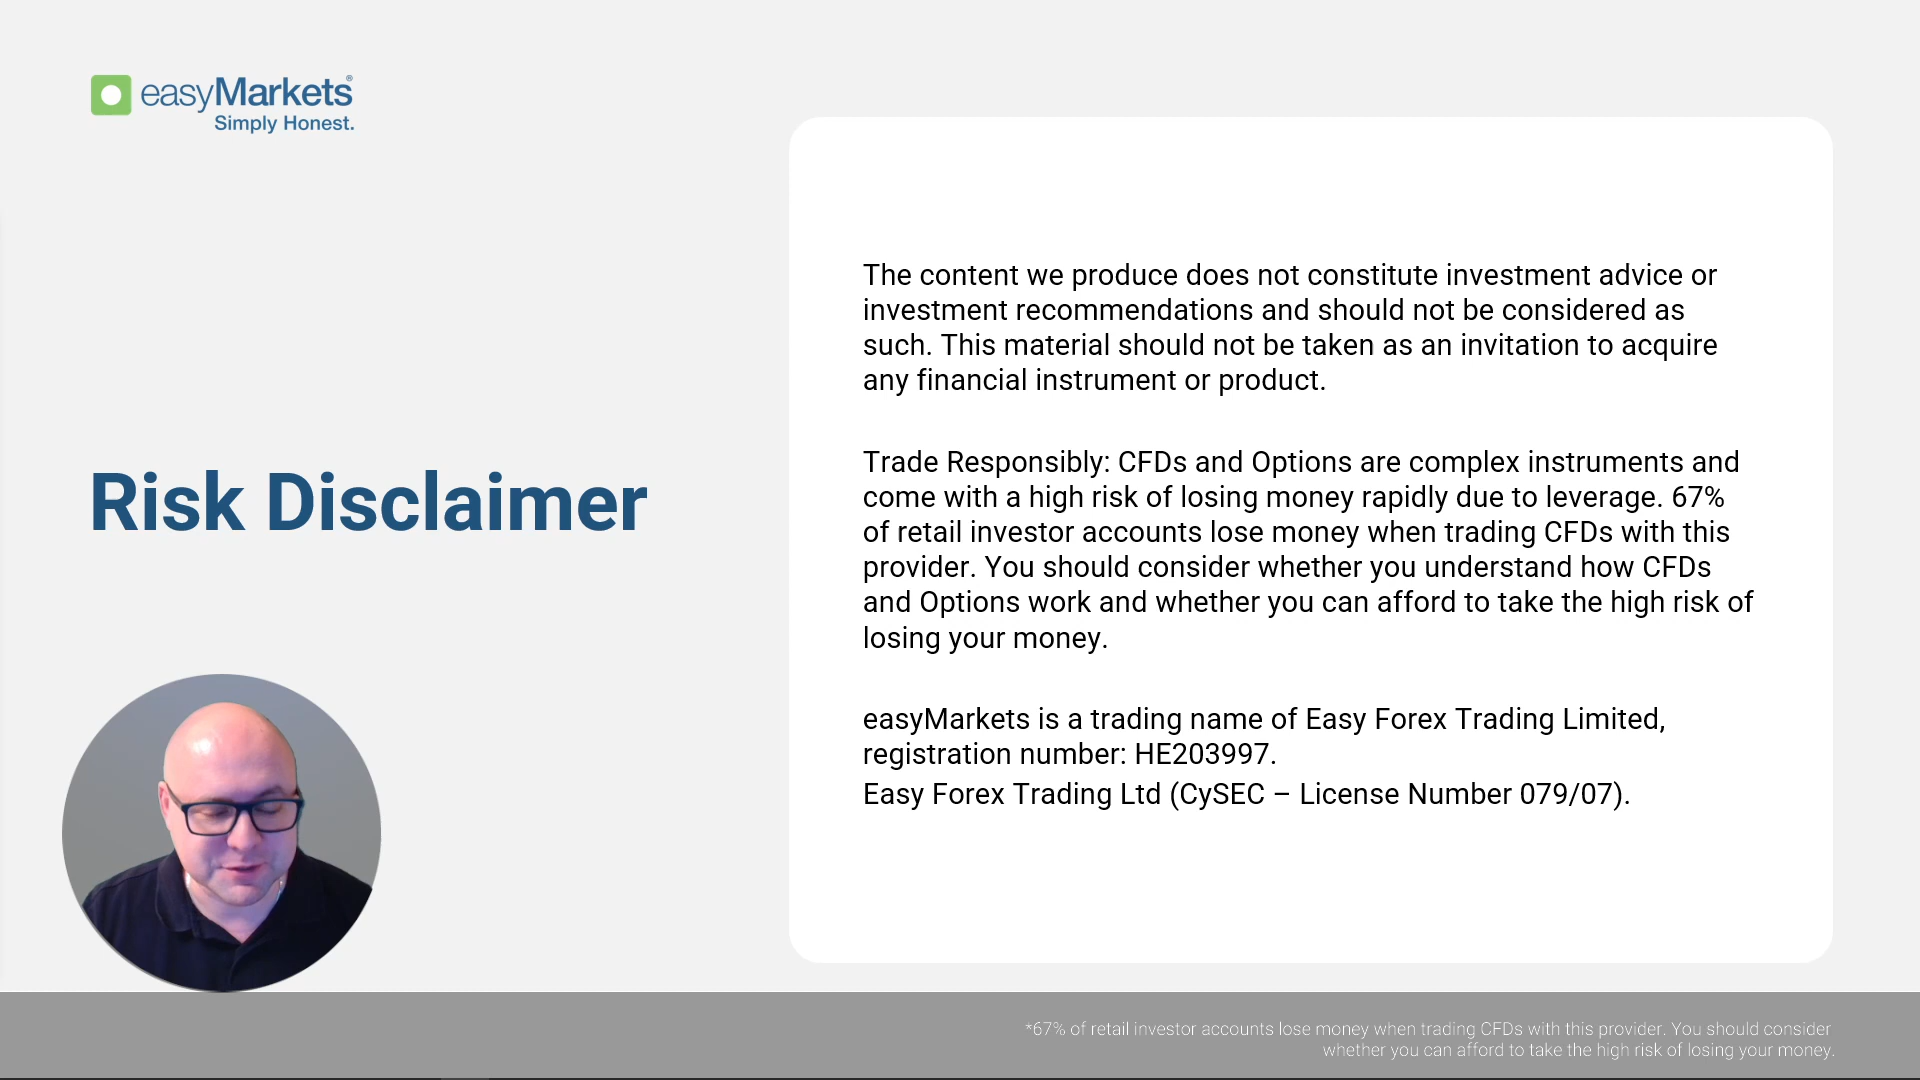 easyMarkets®
Simply Honest.
Risk Disclaimer
The content we produce does not constitute investment advice or
investment recommendations and should not be considered as
such. This material should not be taken as an invitation to acquire
any financial instrument or product.
Trade Responsibly: CFDs and Options are complex instruments and
come with a high risk of losing money rapidly due to leverage. 67%
of retail investor accounts lose money when trading CFDs with this
provider. You should consider whether you understand how CFDs
and Options work and whether you can afford to take the high risk of
losing your money.
easyMarkets is a trading name of Easy Forex Trading Limited,
registration number: HE203997.
Easy Forex Trading Ltd (CySEC – License Number 079/07).
*67% of retail investor accounts lose money when trading CFDs with this provider. You should consider
whether you can afford to take the high risk of losing your money.